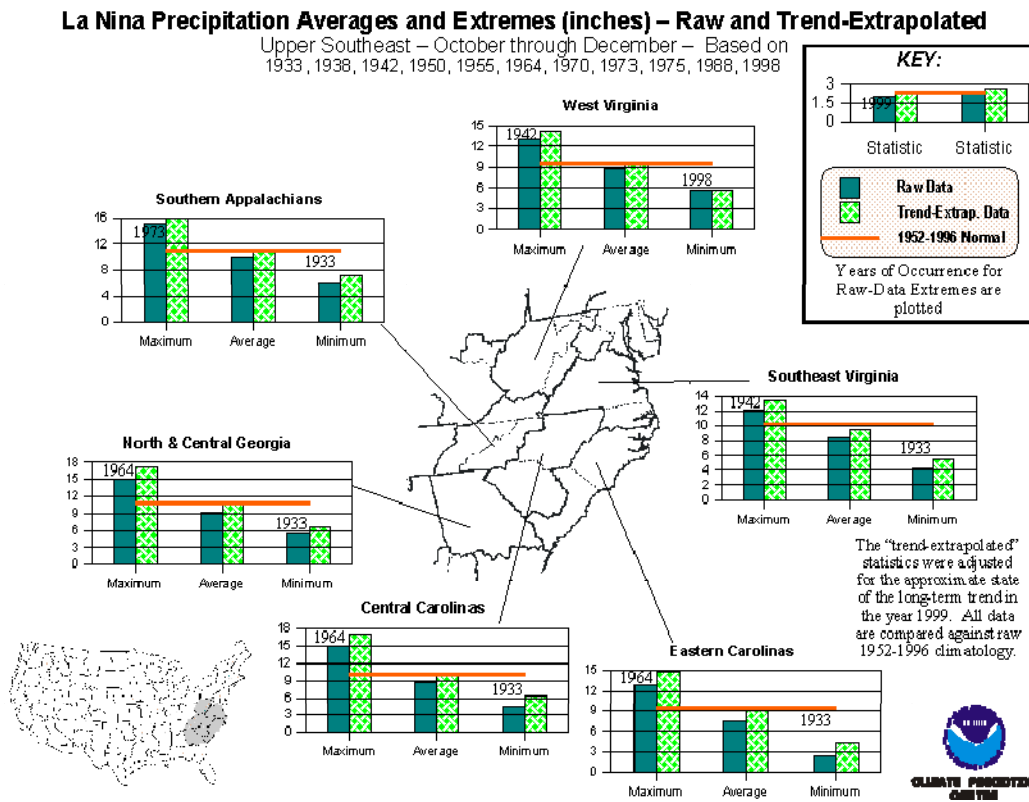 La Nina Precipitation Averages and Extremes (inches) – Raw and Trend-Extrapolated
Upper Southeast – October through December – Based on
1933, 1938, 1942, 1950, 1955, 1964, 1970, 1973, 1975, 1988, 1998
KEY:
3
1.5
0
1999
Statistic Statistic
Raw Data
Trend-Extrap. Data
1952-1996 Normal
Years of Occurrence for
Raw-Data Extremes are
plotted
West Virginia
15
12
9
6
3
0
1942
1998
Maximum Average Minimum
Southern Appalachians
16
12
8
4
0
1973
1933
Maximum Average Minimum
Southeast Virginia
14
12
10
8
6
4
2
0
1942
1933
Maximum Average Minimum
North & Central Georgia
18
15
12
9
6
3
0
1964
1933
Maximum Average Minimum
The "trend-extrapolated"
statistics were adjusted
for the approximate state
of the long-term trend in
the year 1999. All data
are compared against raw
1952-1996 climatology.
Central Carolinas
18
15
12
9
6
3
0
1964
1933
Maximum Average Minimum
Eastern Carolinas
15
12
9
6
3
0
1964
1933
Maximum Average Minimum
CLIMATE PREDICTION
CENTER